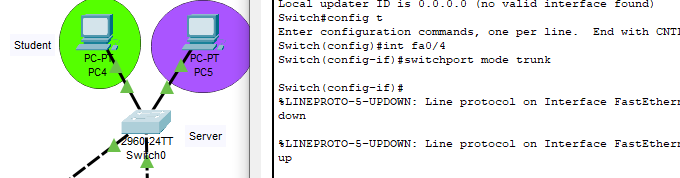 Student
PC-PT
PC4
PC-PT
PC5
2960-24TT
Switch0
Server
Local updater ID is 0.0.0.0 (no valid interface found)
Switch#config t
Enter configuration commands, one per line. End with CNT
Switch(config)#int fa0/4
Switch(config-if)#switchport mode trunk
Switch(config-if)#
%LINEPROTO-5-UPDOWN: Line protocol on Interface FastEther
down
%LINEPROTO-5-UPDOWN: Line protocol on Interface FastEther
up